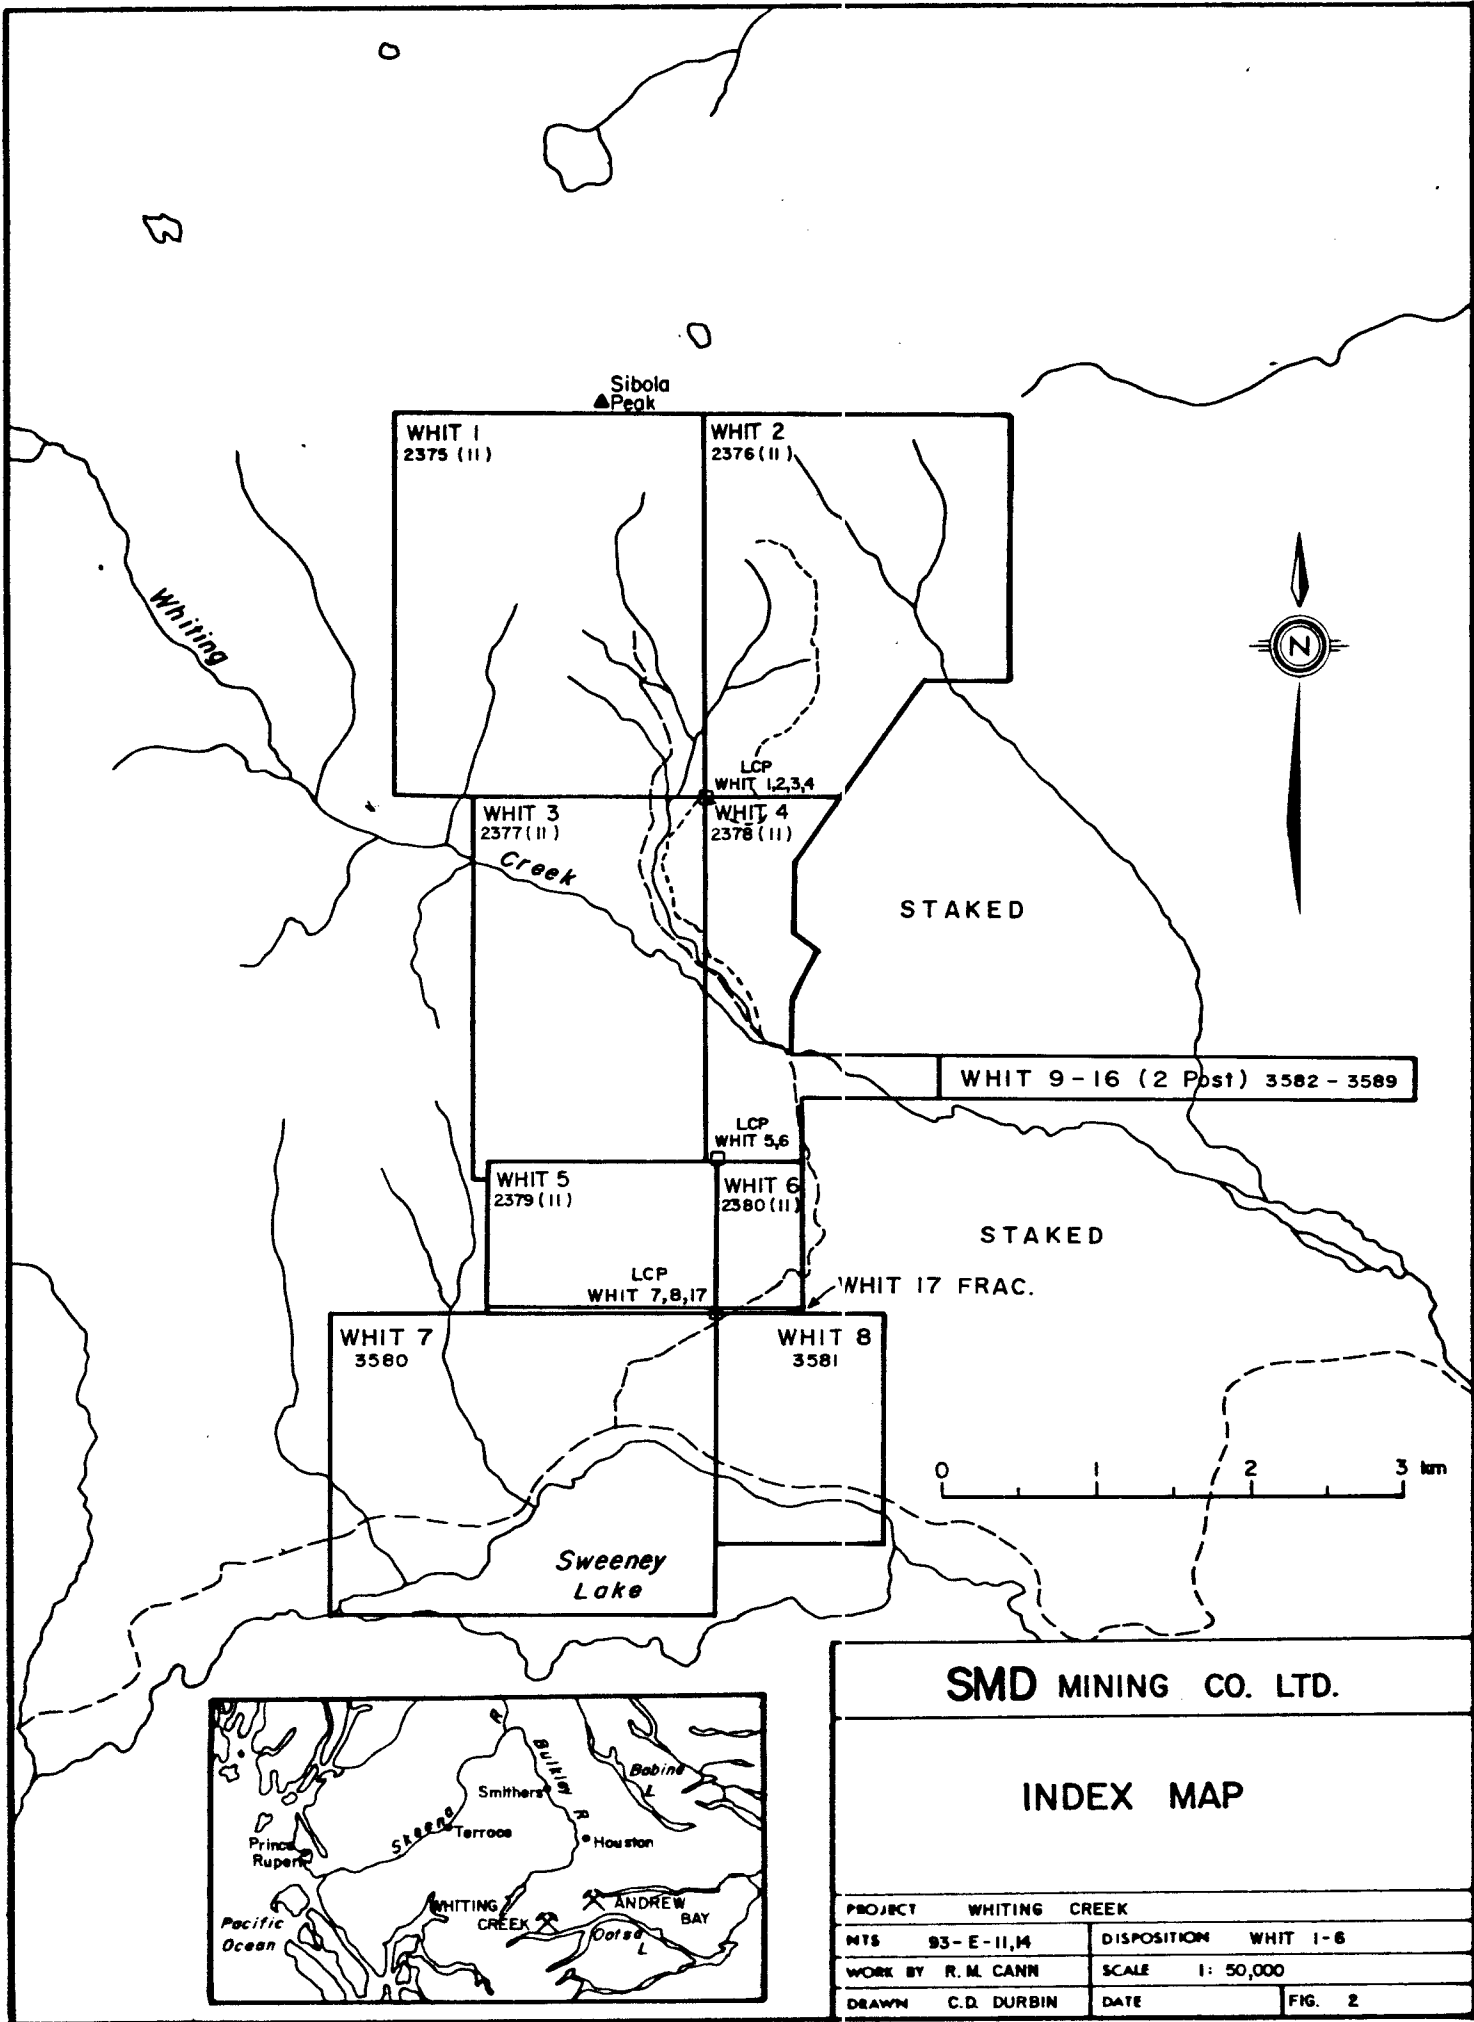 Sibola
Peak
WHIT 1
2375 (11)
WHIT 2
2376 (11)
Whiting
N
LCP
WHIT 1,2,3,4
WHIT 3
2377 (11)
WHIT 4
2378 (11)
Creek
STAKED
WHIT 9-16 (2 Post) 3582 - 3589
LCP
WHIT 5,6
WHIT 5
2379 (11)
WHIT 6
2380 (11)
STAKED
LCP
WHIT 7,8,17
WHIT 17 FRAC.
WHIT 7
3580
WHIT 8
3581
0 1 2 3 km
Sweeney
Lake
SMD MINING CO. LTD.
INDEX MAP
PROJECT WHITING CREEK
NTS 93-E-11,14
DISPOSITION WHIT 1-6
WORK BY R. M. CANN
SCALE 1: 50,000
DRAWN C.D. DURBIN
DATE
FIG. 2
R
Bulkley R
Babine
L
Smithers
Skeena
Terrace
Houston
Prince
Rupert
WHITING
CREEK
ANDREW
BAY
Pacific
Ocean
Ootsa
L